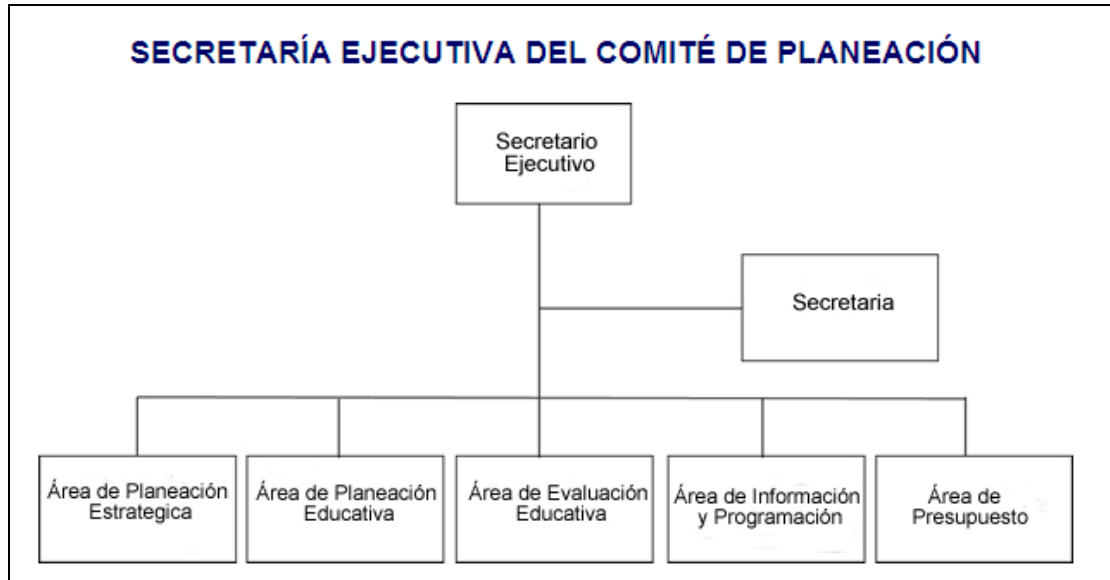 SECRETARÍA EJECUTIVA DEL COMITÉ DE PLANEACIÓN
Secretario
Ejecutivo
Secretaria
Área de Planeación
Estrategica
Área de Planeación
Educativa
Área de Evaluación
Educativa
Área de Información
y Programación
Área de
Presupuesto